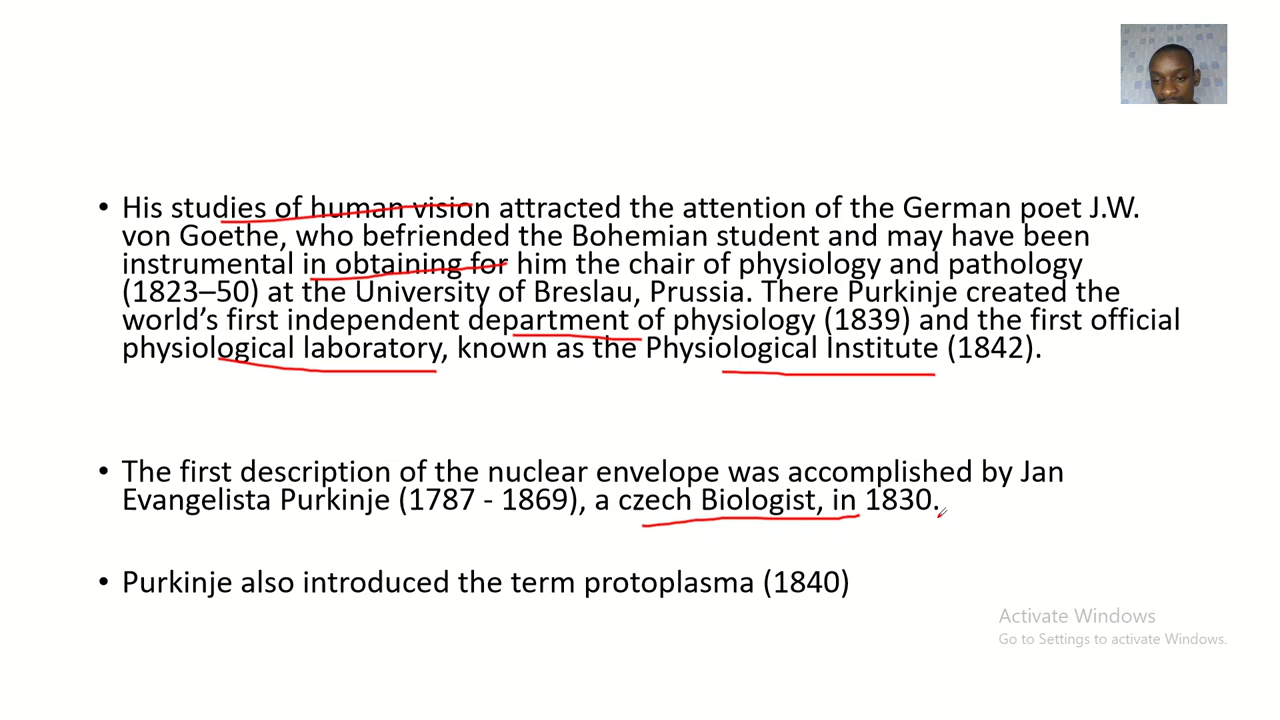 • His studies of human vision attracted the attention of the German poet J.W.
von Goethe, who befriended the Bohemian student and may have been
instrumental in obtaining for him the chair of physiology and pathology
(1823–50) at the University of Breslau, Prussia. There Purkinje created the
world’s first independent department of physiology (1839) and the first official
physiological laboratory, known as the Physiological Institute (1842).
• The first description of the nuclear envelope was accomplished by Jan
Evangelista Purkinje (1787 - 1869), a czech Biologist, in 1830.
• Purkinje also introduced the term protoplasma (1840)
Activate Windows
Go to Settings to activate Windows.